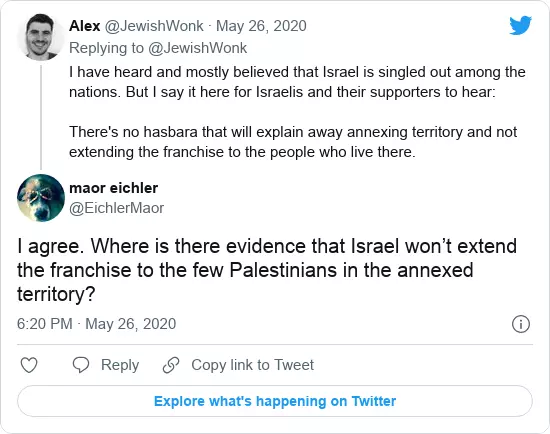 Alex @JewishWonk · May 26, 2020
Replying to @JewishWonk
I have heard and mostly believed that Israel is singled out among the
nations. But I say it here for Israelis and their supporters to hear:
There's no hasbara that will explain away annexing territory and not
extending the franchise to the people who live there.
maor eichler
@EichlerMaor
I agree. Where is there evidence that Israel won’t extend
the franchise to the few Palestinians in the annexed
territory?
6:20 PM · May 26, 2020
Reply Copy link to Tweet
Explore what's happening on Twitter